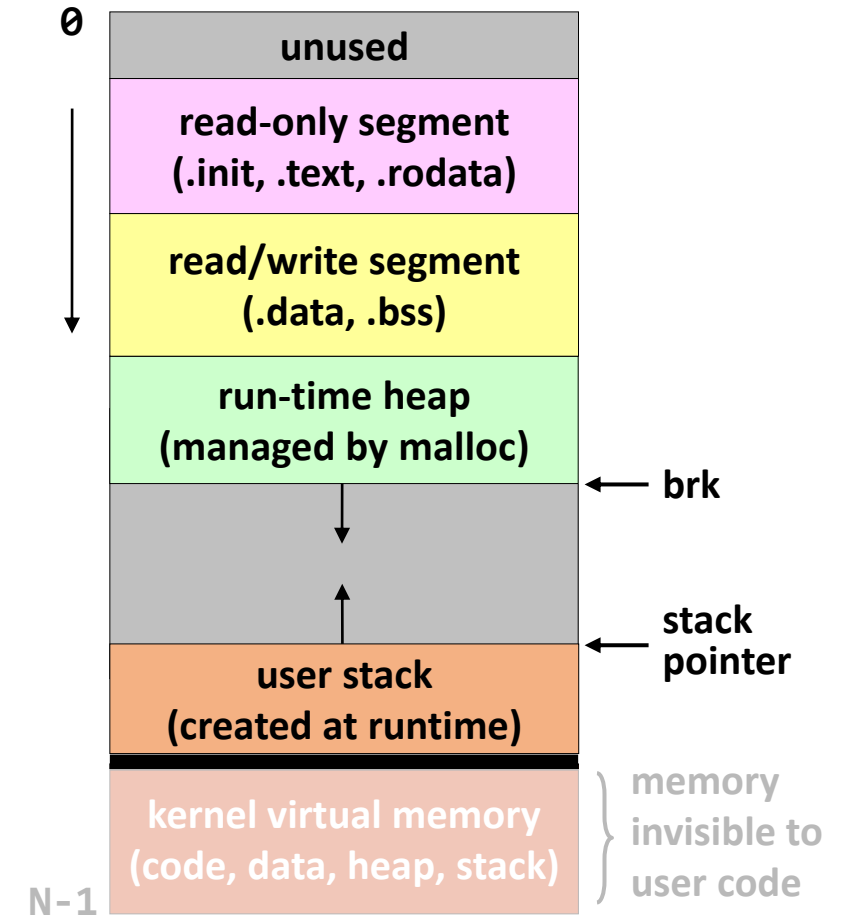 0
unused
read-only segment
(.init, .text, .rodata)
read/write segment
(.data, .bss)
run-time heap
(managed by malloc)
brk
stack
pointer
user stack
(created at runtime)
kernel virtual memory
(code, data, heap, stack)
memory
invisible to
user code
N-1